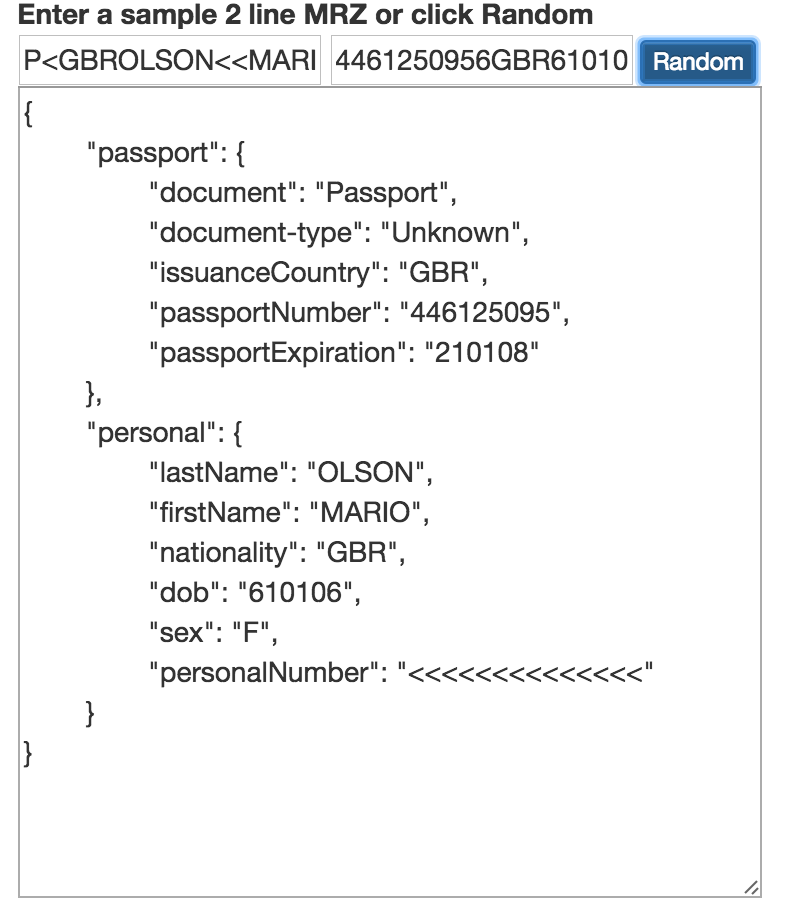 Enter a sample 2 line MRZ or click Random
P<GBROLSON<<MARI 4461250956GBR61010 Random
{
"passport": {
"document": "Passport",
"document-type": "Unknown",
"issuanceCountry": "GBR",
"passportNumber": "446125095",
"passportExpiration": "210108"
},
"personal": {
"lastName": "OLSON",
"firstName": "MARIO",
"nationality": "GBR",
"dob": "610106",
"sex": "F",
"personalNumber": "<<<<<<<<<<<<<<"
}
}